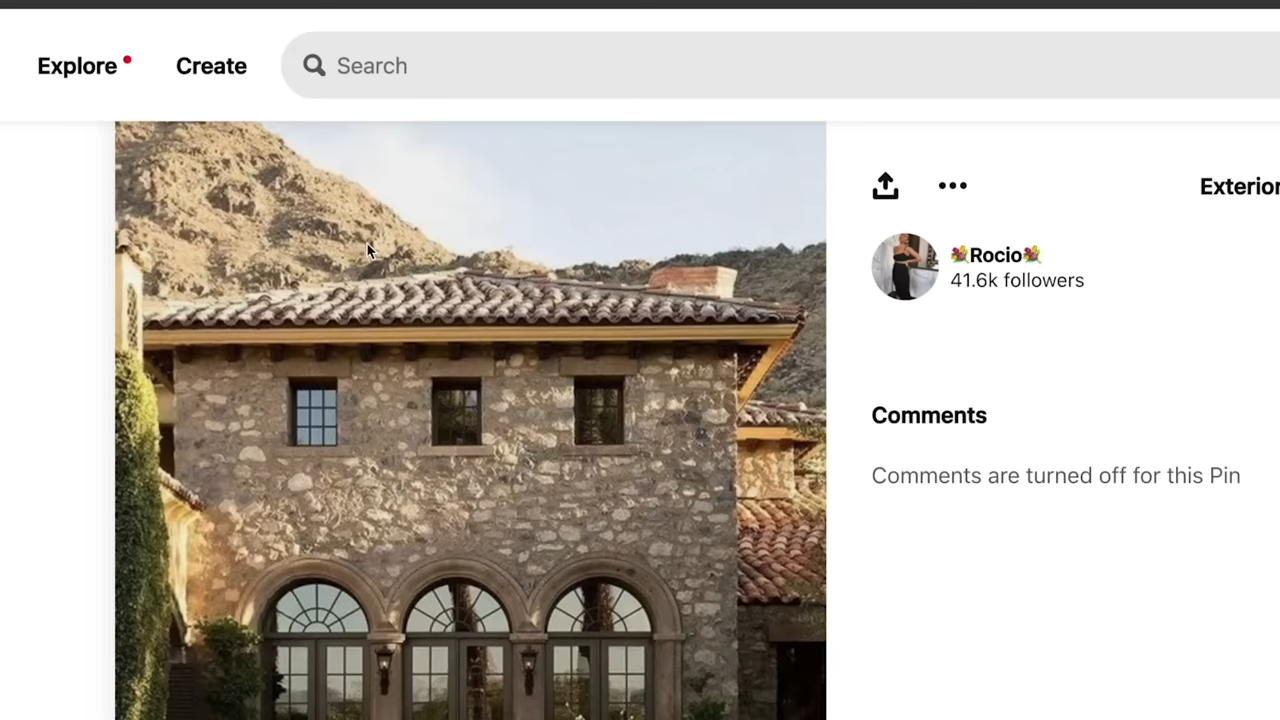 Explore Create Search
Exterior
💐Rocio💐
41.6k followers
Comments
Comments are turned off for this Pin